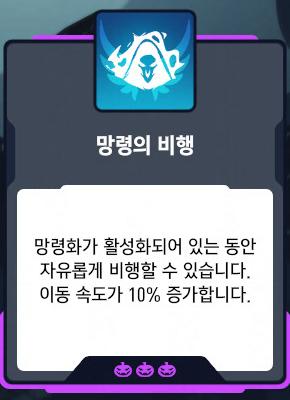 망령의 비행
망령화가 활성화되어 있는 동안
자유롭게 비행할 수 있습니다.
이동 속도가 10% 증가합니다.